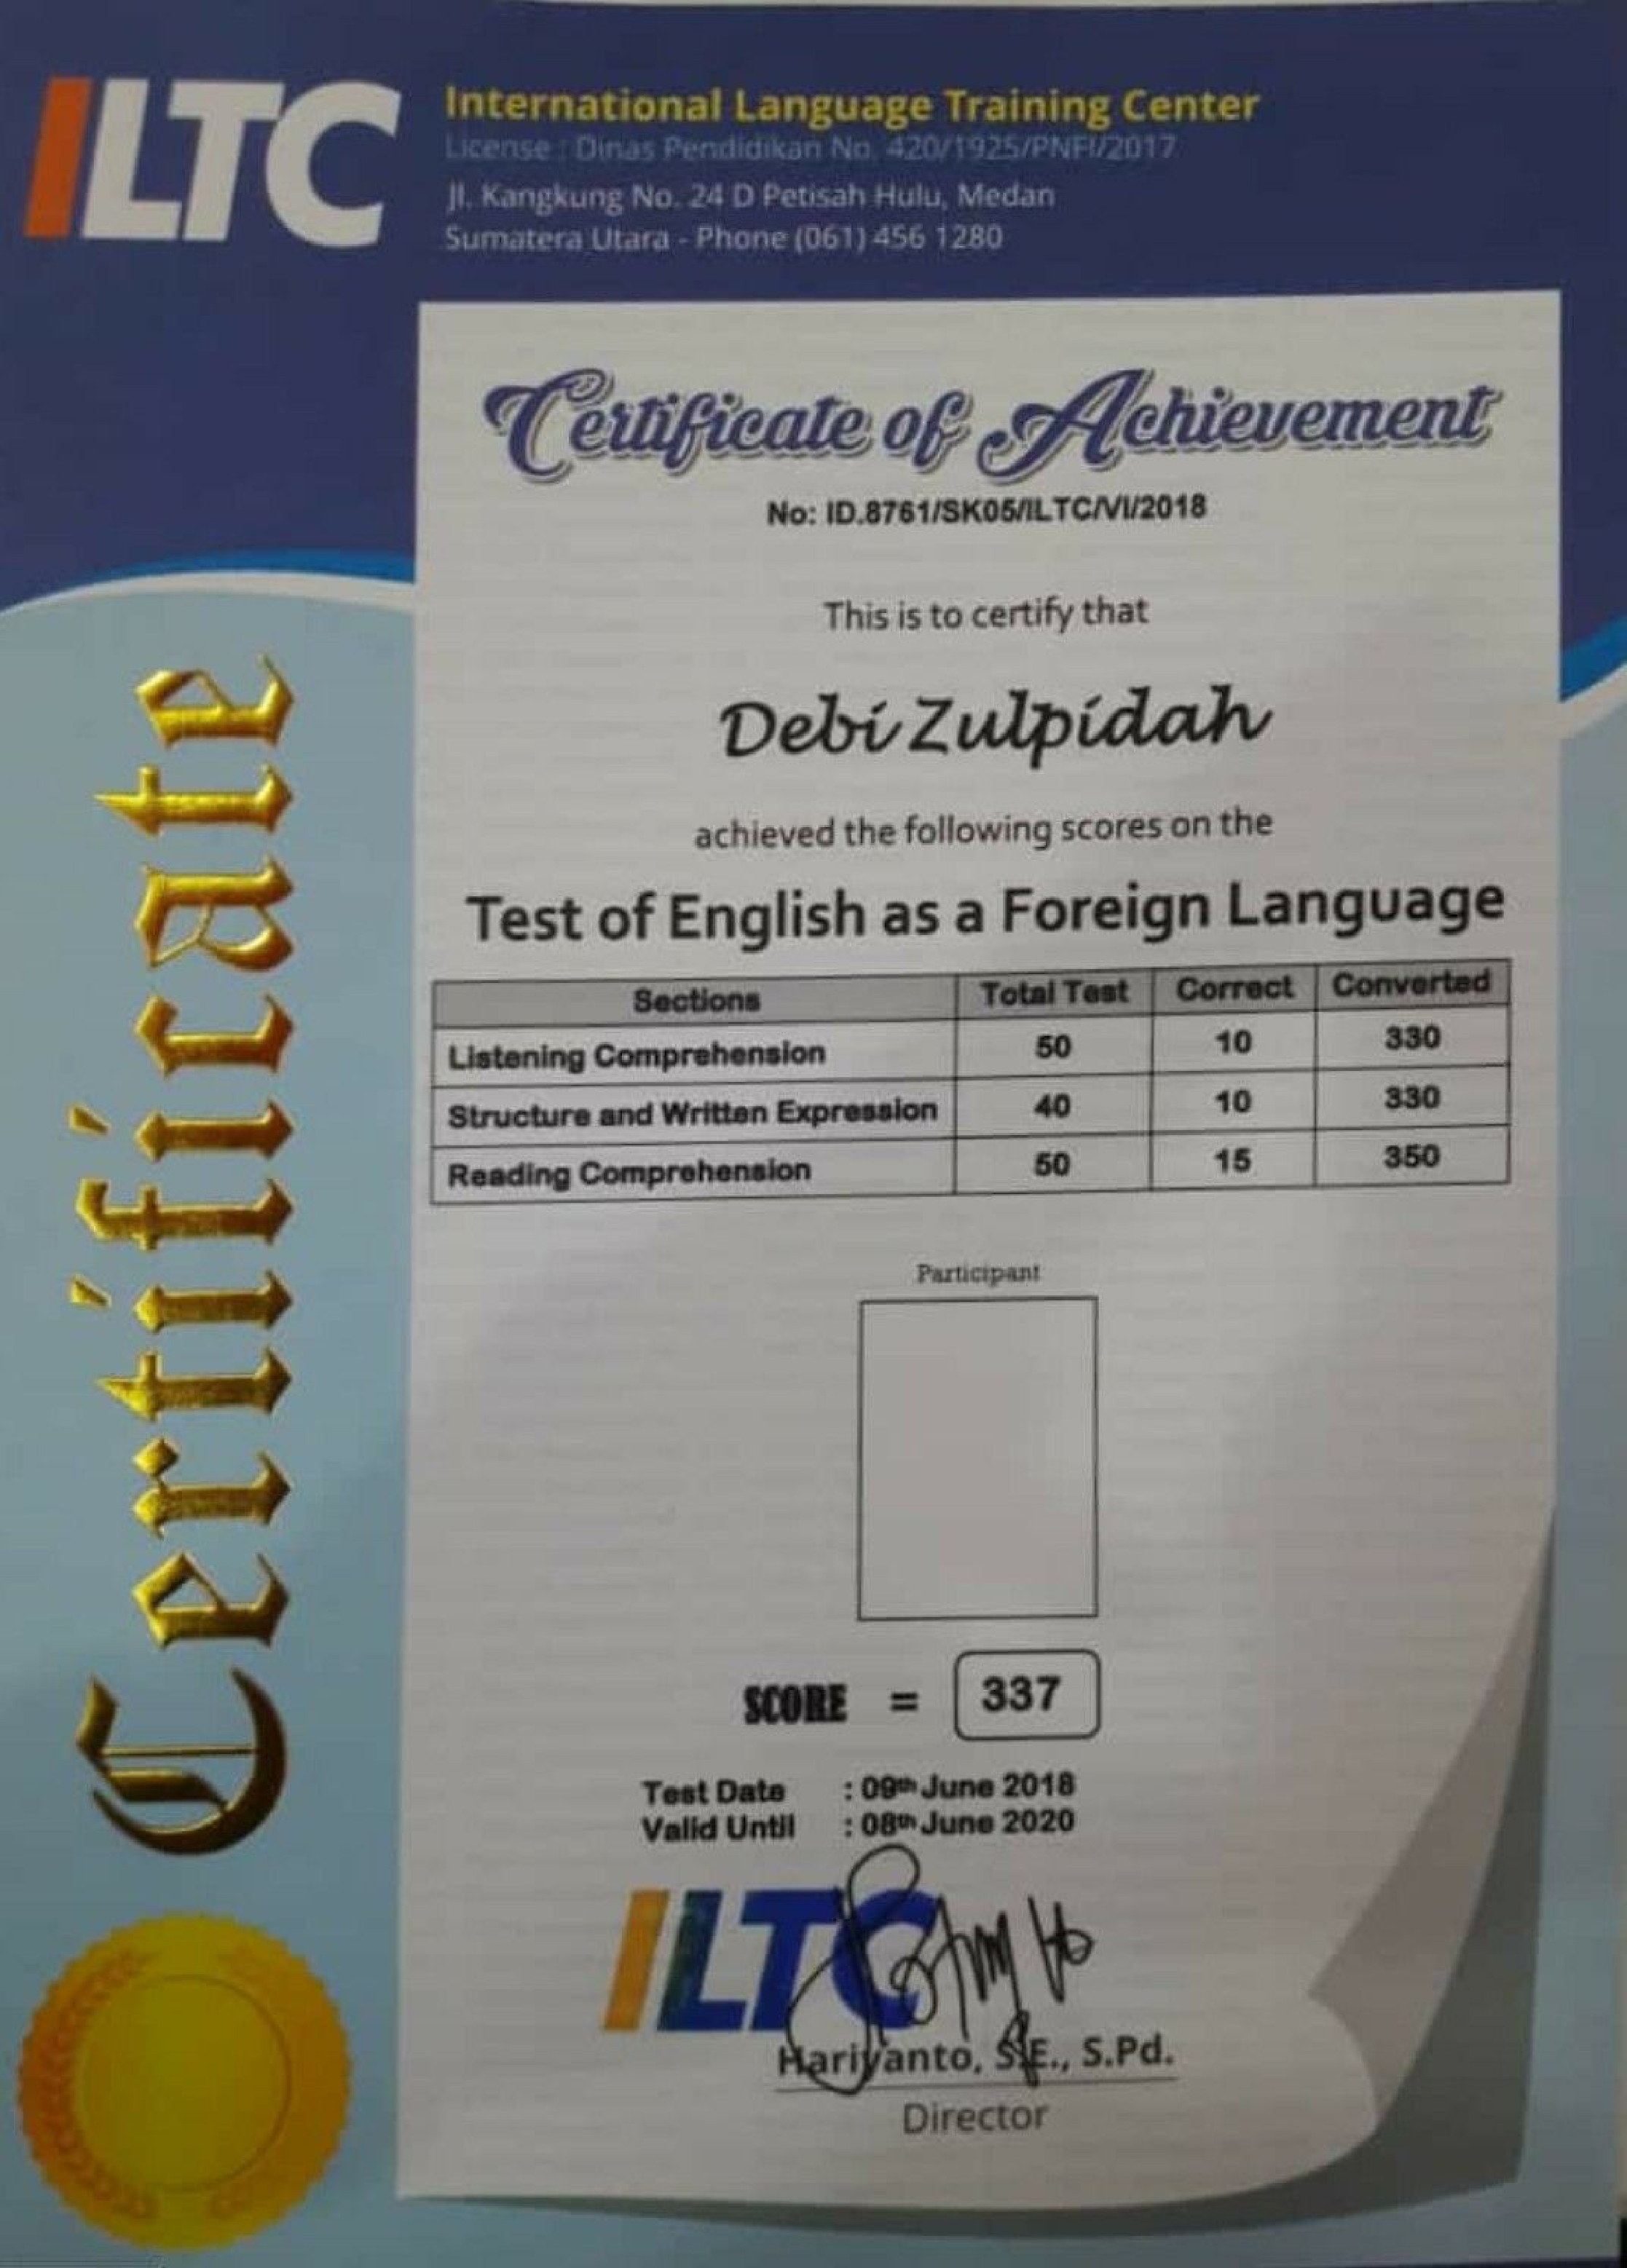 ILTC
International Language Training Center
License : Dinas Pendidikan No. 420/1925/PNFI/2017
Jl. Kangkung No. 24 D Petisah Hulu, Medan
Sumatera Utara - Phone (061) 456 1280
Certificate of Achievement
No: ID.8761/SK05/ILTC/VI/2018
This is to certify that
Debi Zulpidah
achieved the following scores on the
Test of English as a Foreign Language
Sections Total Test Correct Converted
Listening Comprehension 50 10 330
Structure and Written Expression 40 10 330
Reading Comprehension 50 15 350
Participant
SCORE = 337
Test Date : 09th June 2018
Valid Until : 08th June 2020
ILTC
Hariyanto, S.E., S.Pd.
Director
Certificate